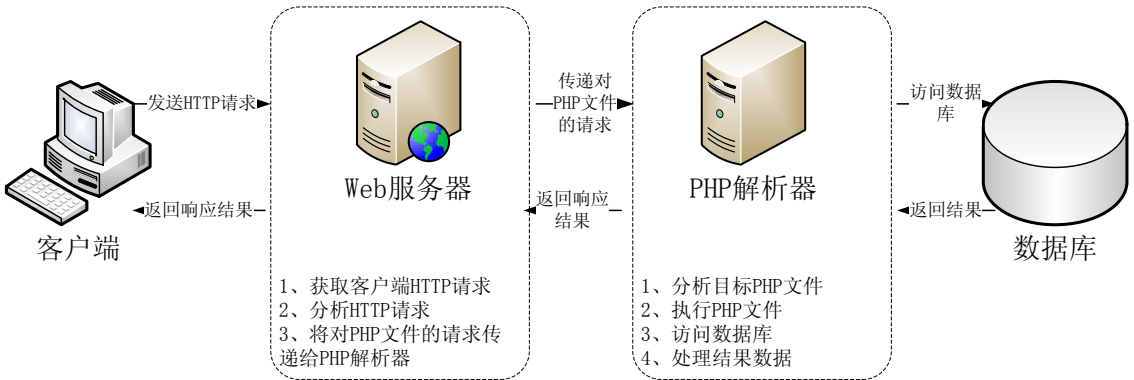 发送HTTP请求
返回响应结果
客户端
Web服务器
1、获取客户端HTTP请求
2、分析HTTP请求
3、将对PHP文件的请求传
递给PHP解析器
传递对
PHP文件
的请求
返回响应
结果
PHP解析器
1、分析目标PHP文件
2、执行PHP文件
3、访问数据库
4、处理结果数据
访问数据
库
返回结果
数据库